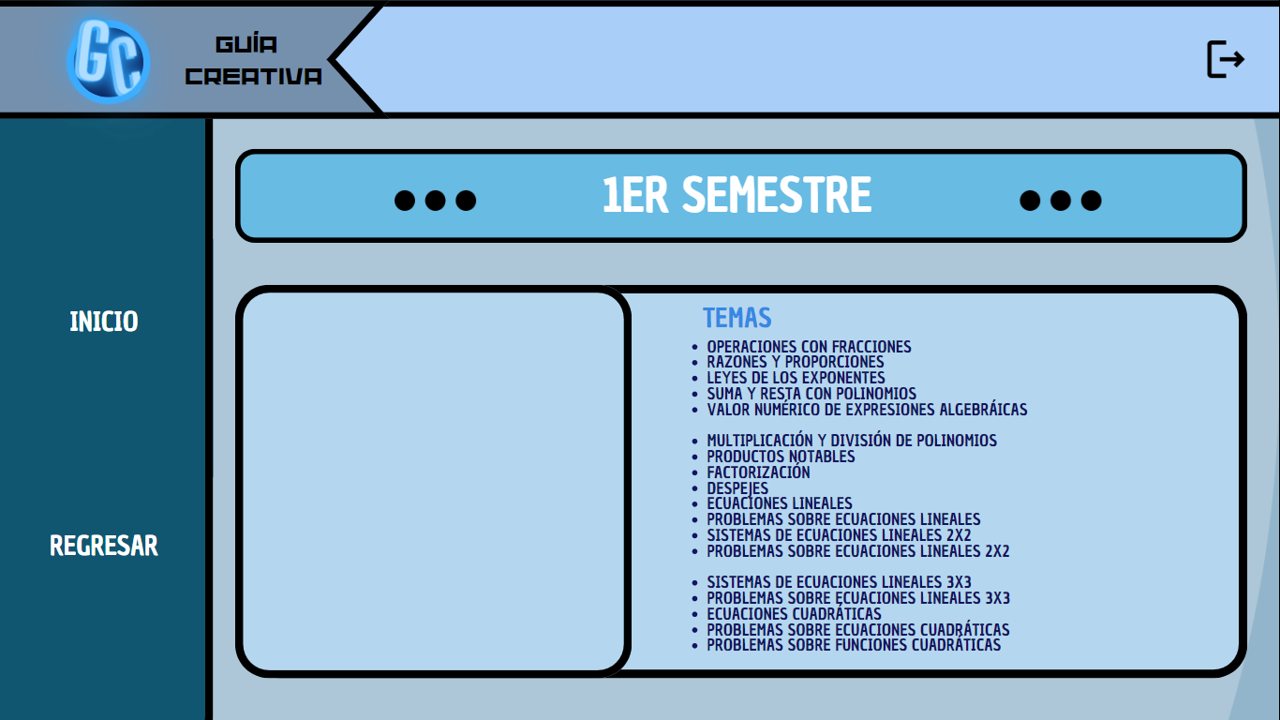 GC
GUÍA
CREATIVA
1ER SEMESTRE
INICIO
REGRESAR
TEMAS
• OPERACIONES CON FRACCIONES
• RAZONES Y PROPORCIONES
• LEYES DE LOS EXPONENTES
• SUMA Y RESTA CON POLINOMIOS
• VALOR NUMÉRICO DE EXPRESIONES ALGEBRÁICAS
• MULTIPLICACIÓN Y DIVISIÓN DE POLINOMIOS
• PRODUCTOS NOTABLES
• FACTORIZACIÓN
• DESPEJES
• ECUACIONES LINEALES
• PROBLEMAS SOBRE ECUACIONES LINEALES
• SISTEMAS DE ECUACIONES LINEALES 2X2
• PROBLEMAS SOBRE ECUACIONES LINEALES 2X2
• SISTEMAS DE ECUACIONES LINEALES 3X3
• PROBLEMAS SOBRE ECUACIONES LINEALES 3X3
• ECUACIONES CUADRÁTICAS
• PROBLEMAS SOBRE ECUACIONES CUADRÁTICAS
• PROBLEMAS SOBRE FUNCIONES CUADRÁTICAS